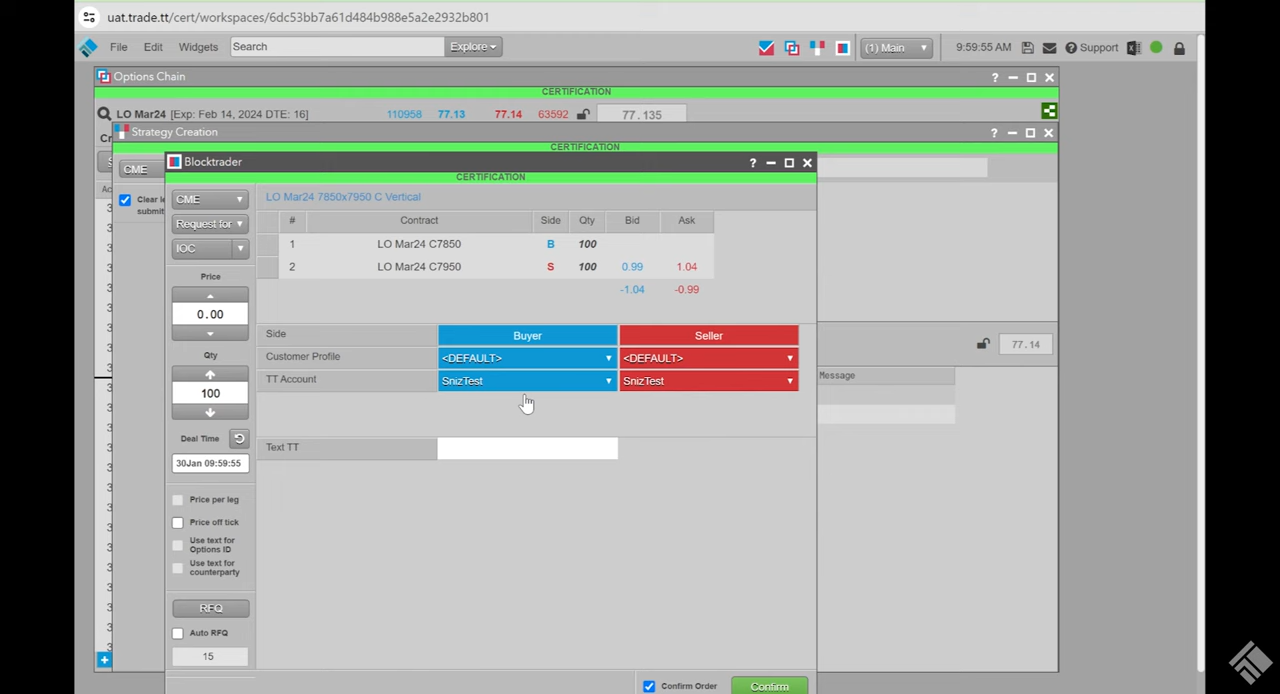 uat.trade.tt/cert/workspaces/6dc53bb7a61d484b988e5a2e2932b801
File Edit Widgets Search Explore (1) Main 9:59:55 AM Support
Options Chain
CERTIFICATION
LO Mar24 [Exp: Feb 14, 2024 DTE: 16] 110958 77.13 77.14 63592 77.135
Strategy Creation
CERTIFICATION
CME
Clear le
submit
Blocktrader
CERTIFICATION
CME LO Mar24 7850x7950 C Vertical
Request for # Contract Side Qty Bid Ask
IOC 1 LO Mar24 C7850 B 100
2 LO Mar24 C7950 S 100 0.99 1.04
-1.04 -0.99
Price
0.00
Side Buyer Seller
Customer Profile <DEFAULT> <DEFAULT>
TT Account SnizTest SnizTest
77.14
Message
Qty
100
Deal Time
30Jan 09:59:55
Text TT
Price per leg
Price off tick
Use text for
Options ID
Use text for
counterparty
RFQ
Auto RFQ
15
Confirm Order Confirm